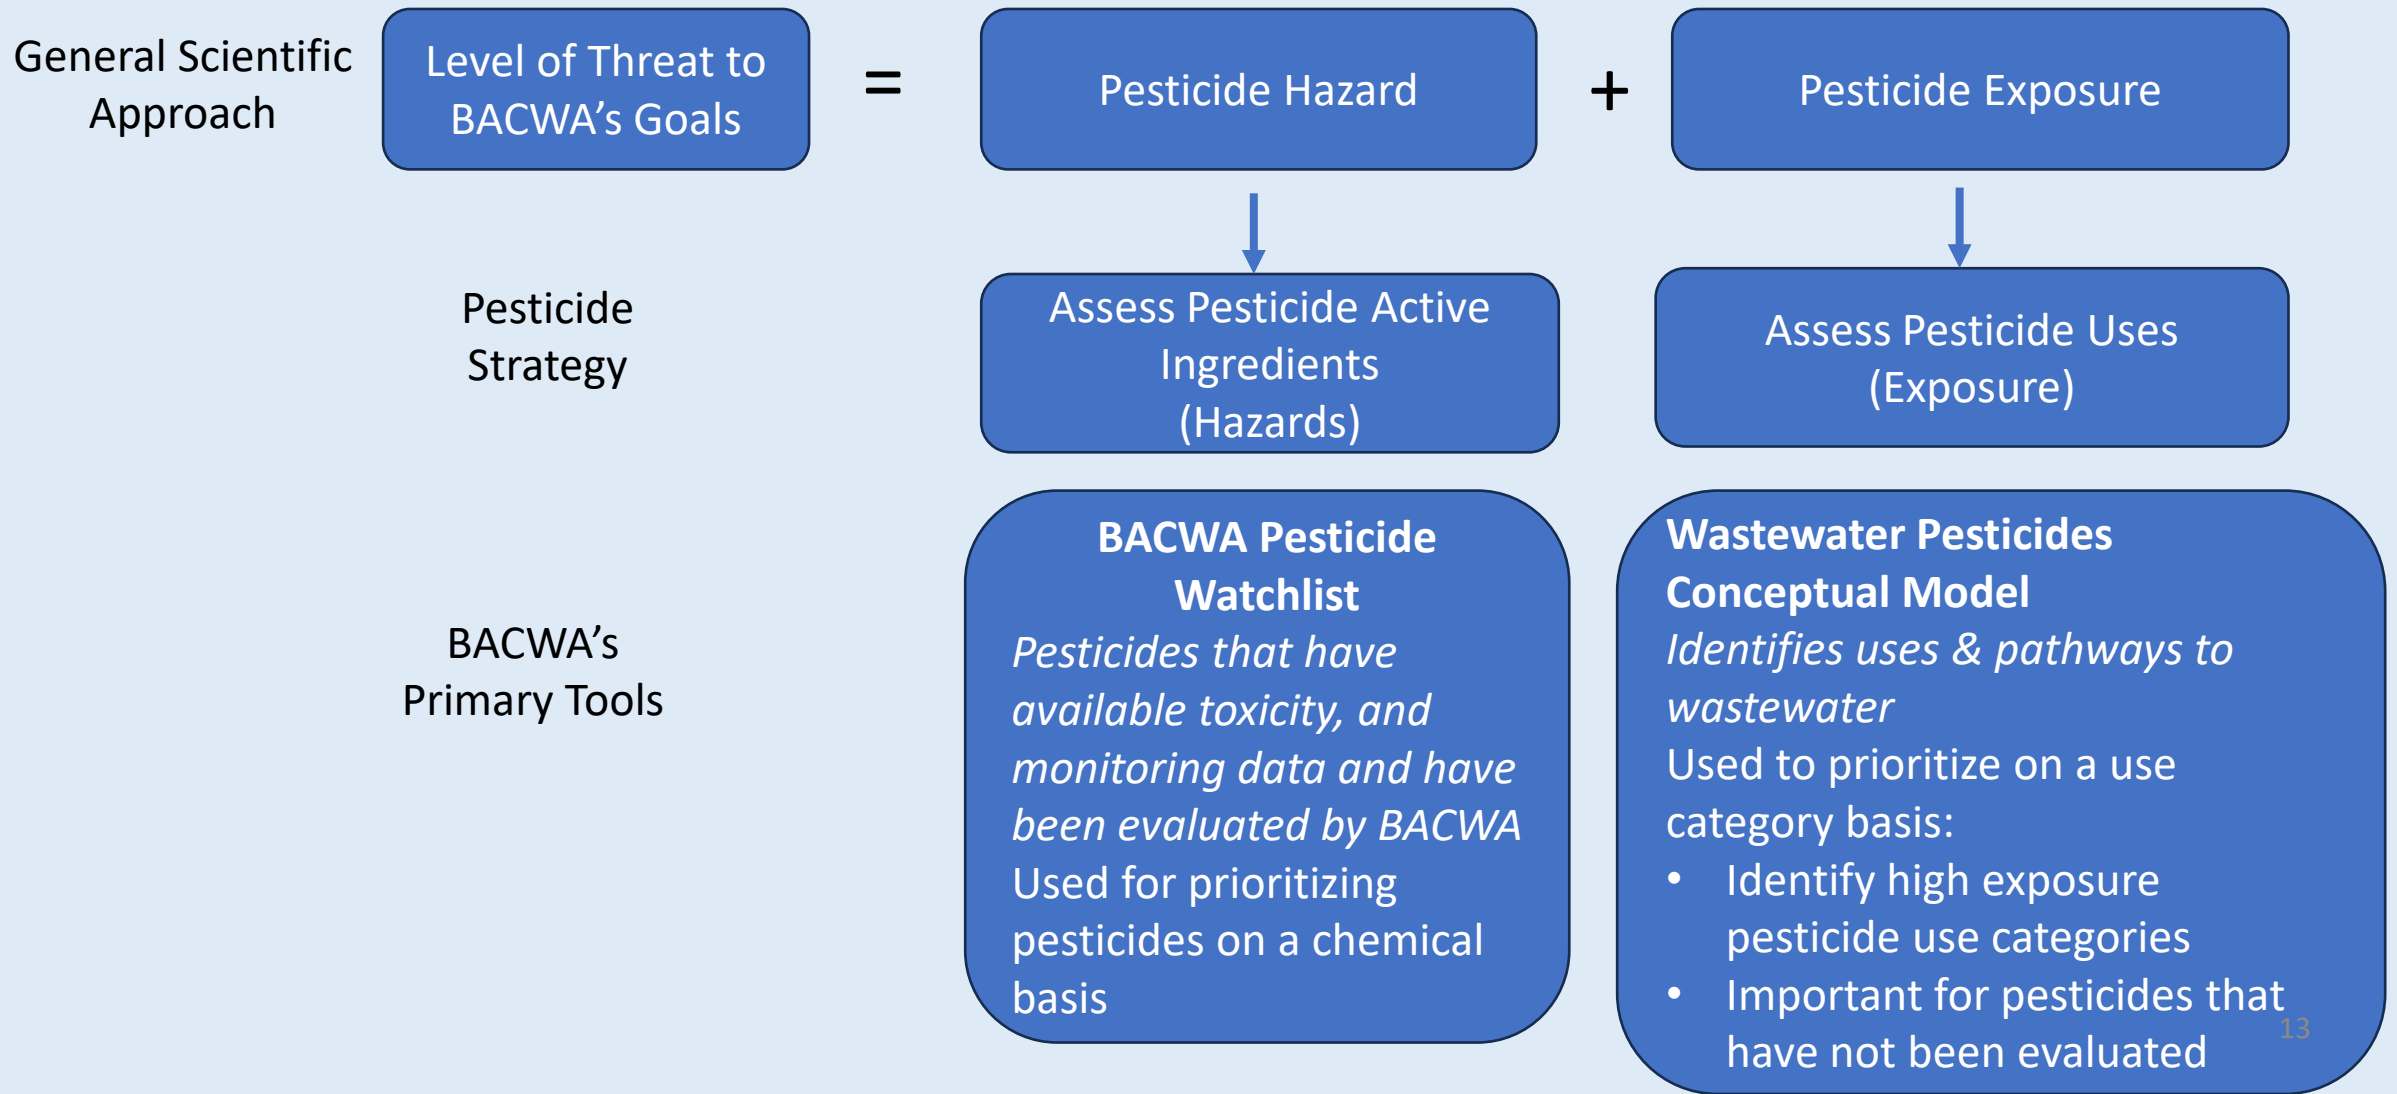 General Scientific
Approach
Level of Threat to
BACWA’s Goals
=
Pesticide Hazard
+
Pesticide Exposure
Pesticide
Strategy
Assess Pesticide Active
Ingredients
(Hazards)
Assess Pesticide Uses
(Exposure)
BACWA’s
Primary Tools
BACWA Pesticide
Watchlist
Pesticides that have
available toxicity, and
monitoring data and have
been evaluated by BACWA
Used for prioritizing
pesticides on a chemical
basis
Wastewater Pesticides
Conceptual Model
Identifies uses & pathways to
wastewater
Used to prioritize on a use
category basis:
• Identify high exposure
pesticide use categories
• Important for pesticides that
have not been evaluated
13